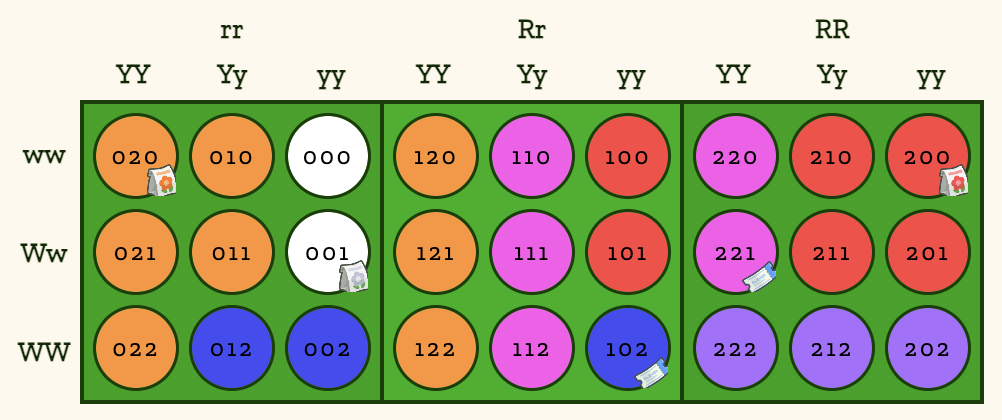 rr Rr RR
YY Yy yy YY Yy yy YY Yy yy
ww 020 010 000 120 110 100 220 210 200
Ww 021 011 001 121 111 101 221 211 201
WW 022 012 002 122 112 102 222 212 202